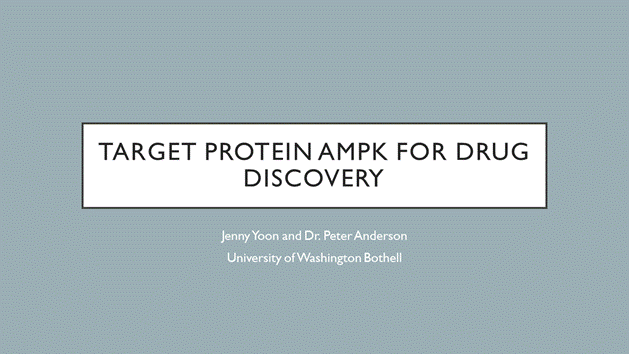 TARGET PROTEIN AMPK FOR DRUG
DISCOVERY
Jenny Yoon and Dr. Peter Anderson
University of Washington Bothell